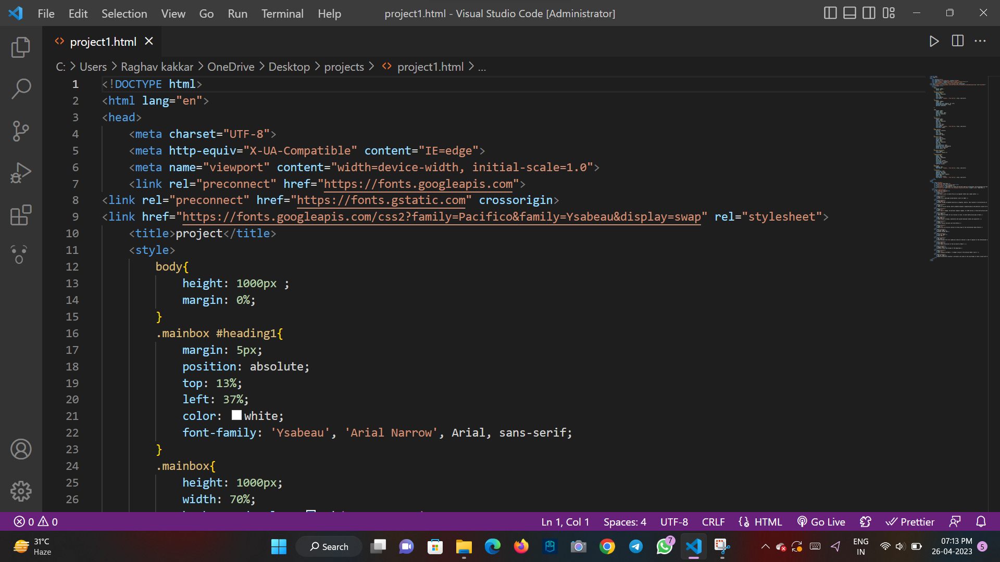 File Edit Selection View Go Run Terminal Help project1.html - Visual Studio Code [Administrator]
project1.html
C: > Users > Raghav kakkar > OneDrive > Desktop > projects > project1.html > ...
1 <!DOCTYPE html>
2 <html lang="en">
3 <head>
4 <meta charset="UTF-8">
5 <meta http-equiv="X-UA-Compatible" content="IE=edge">
6 <meta name="viewport" content="width=device-width, initial-scale=1.0">
7 <link rel="preconnect" href="https://fonts.googleapis.com">
8 <link rel="preconnect" href="https://fonts.gstatic.com" crossorigin>
9 <link href="https://fonts.googleapis.com/css2?family=Pacifico&family=Ysabeau&display=swap" rel="stylesheet">
10 <title>project</title>
11 <style>
12 body{
13 height: 1000px ;
14 margin: 0%;
15 }
16 .mainbox #heading1{
17 margin: 5px;
18 position: absolute;
19 top: 13%;
20 left: 37%;
21 color: white;
22 font-family: 'Ysabeau', 'Arial Narrow', Arial, sans-serif;
23 }
24 .mainbox{
25 height: 1000px;
26 width: 70%;
0 0 Ln 1, Col 1 Spaces: 4 UTF-8 CRLF HTML Go Live Prettier
31°C
Haze
Search
7
ENG
IN
07:13 PM
26-04-2023
5